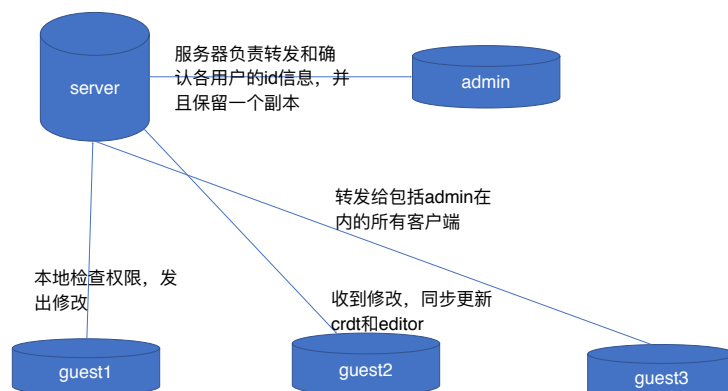 服务器负责转发和确
认各用户的id信息，并
且保留一个副本
server
admin
转发给包括admin在
内的所有客户端
本地检查权限，发
出修改
收到修改，同步更新
crdt和editor
guest1
guest2
guest3